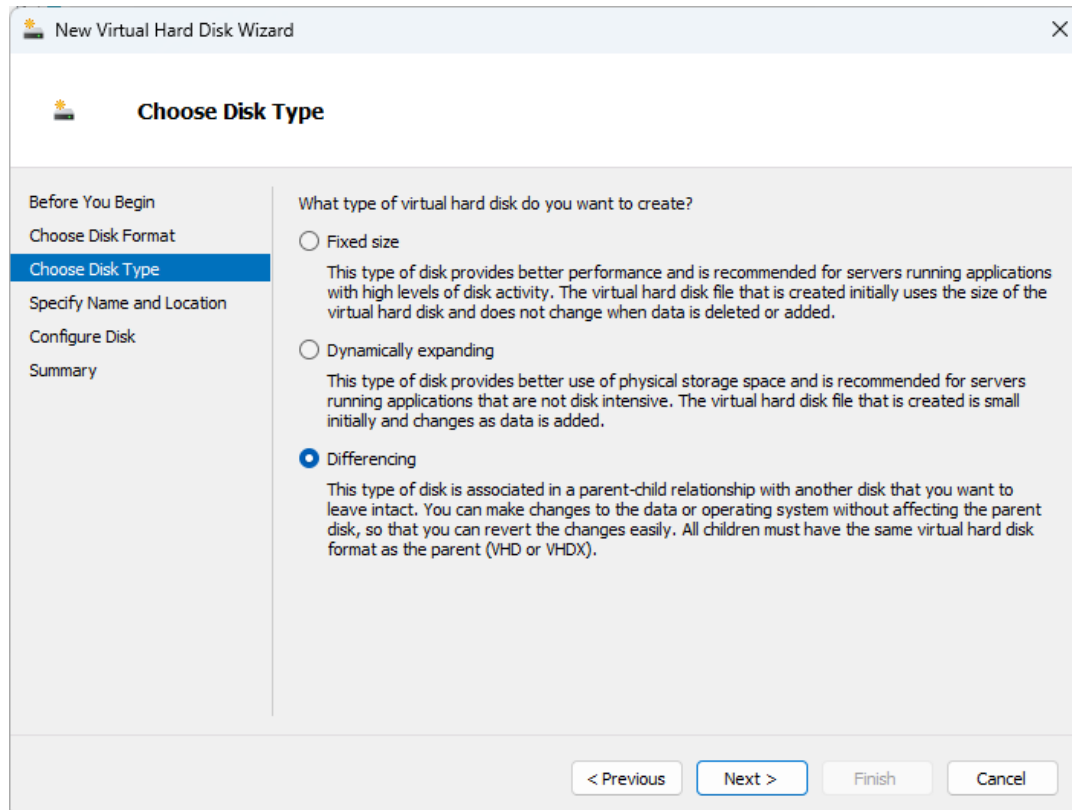 New Virtual Hard Disk Wizard
Choose Disk Type
Before You Begin
Choose Disk Format
Choose Disk Type
Specify Name and Location
Configure Disk
Summary
What type of virtual hard disk do you want to create?
Fixed size
This type of disk provides better performance and is recommended for servers running applications
with high levels of disk activity. The virtual hard disk file that is created initially uses the size of the
virtual hard disk and does not change when data is deleted or added.
Dynamically expanding
This type of disk provides better use of physical storage space and is recommended for servers
running applications that are not disk intensive. The virtual hard disk file that is created is small
initially and changes as data is added.
Differencing
This type of disk is associated in a parent-child relationship with another disk that you want to
leave intact. You can make changes to the data or operating system without affecting the parent
disk, so that you can revert the changes easily. All children must have the same virtual hard disk
format as the parent (VHD or VHDX).
< Previous
Next >
Finish
Cancel